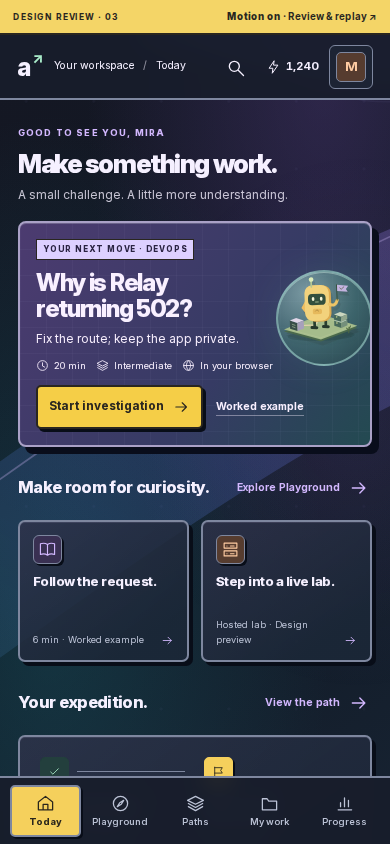 DESIGN REVIEW · 03
Motion on · Review & replay ↗
a↗
Your workspace / Today
1,240
M
GOOD TO SEE YOU, MIRA
Make something work.
A small challenge. A little more understanding.
YOUR NEXT MOVE · DEVOPS
Why is Relay
returning 502?
Fix the route; keep the app private.
20 min
Intermediate
In your browser
Start investigation →
Worked example
Make room for curiosity.
Explore Playground →
Follow the request.
6 min · Worked example →
Step into a live lab.
Hosted lab · Design
preview →
Your expedition.
View the path →
Today
Playground
Paths
My work
Progress